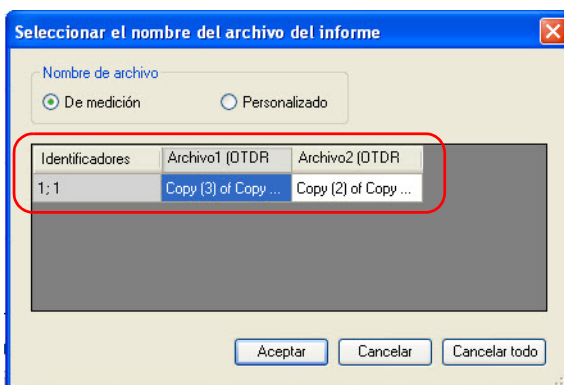 Seleccionar el nombre del archivo del informe
Nombre de archivo
De medición Personalizado
Identificadores Archivo1 (OTDR Archivo2 (OTDR
1; 1 Copy (3) of Copy ... Copy (2) of Copy ...
Aceptar Cancelar Cancelar todo